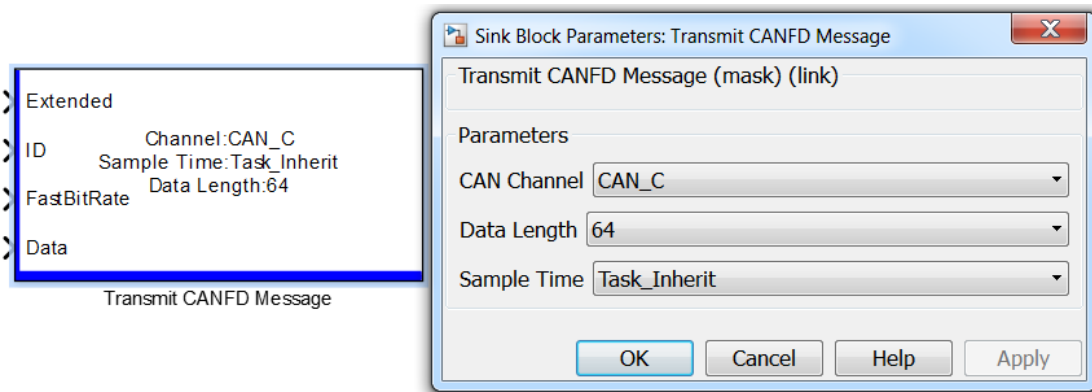 Extended
ID
FastBitRate
Data
Channel:CAN_C
Sample Time:Task_Inherit
Data Length:64
Transmit CANFD Message
Sink Block Parameters: Transmit CANFD Message
X
Transmit CANFD Message (mask) (link)
Parameters
CAN Channel CAN_C
Data Length 64
Sample Time Task_Inherit
OK Cancel Help Apply